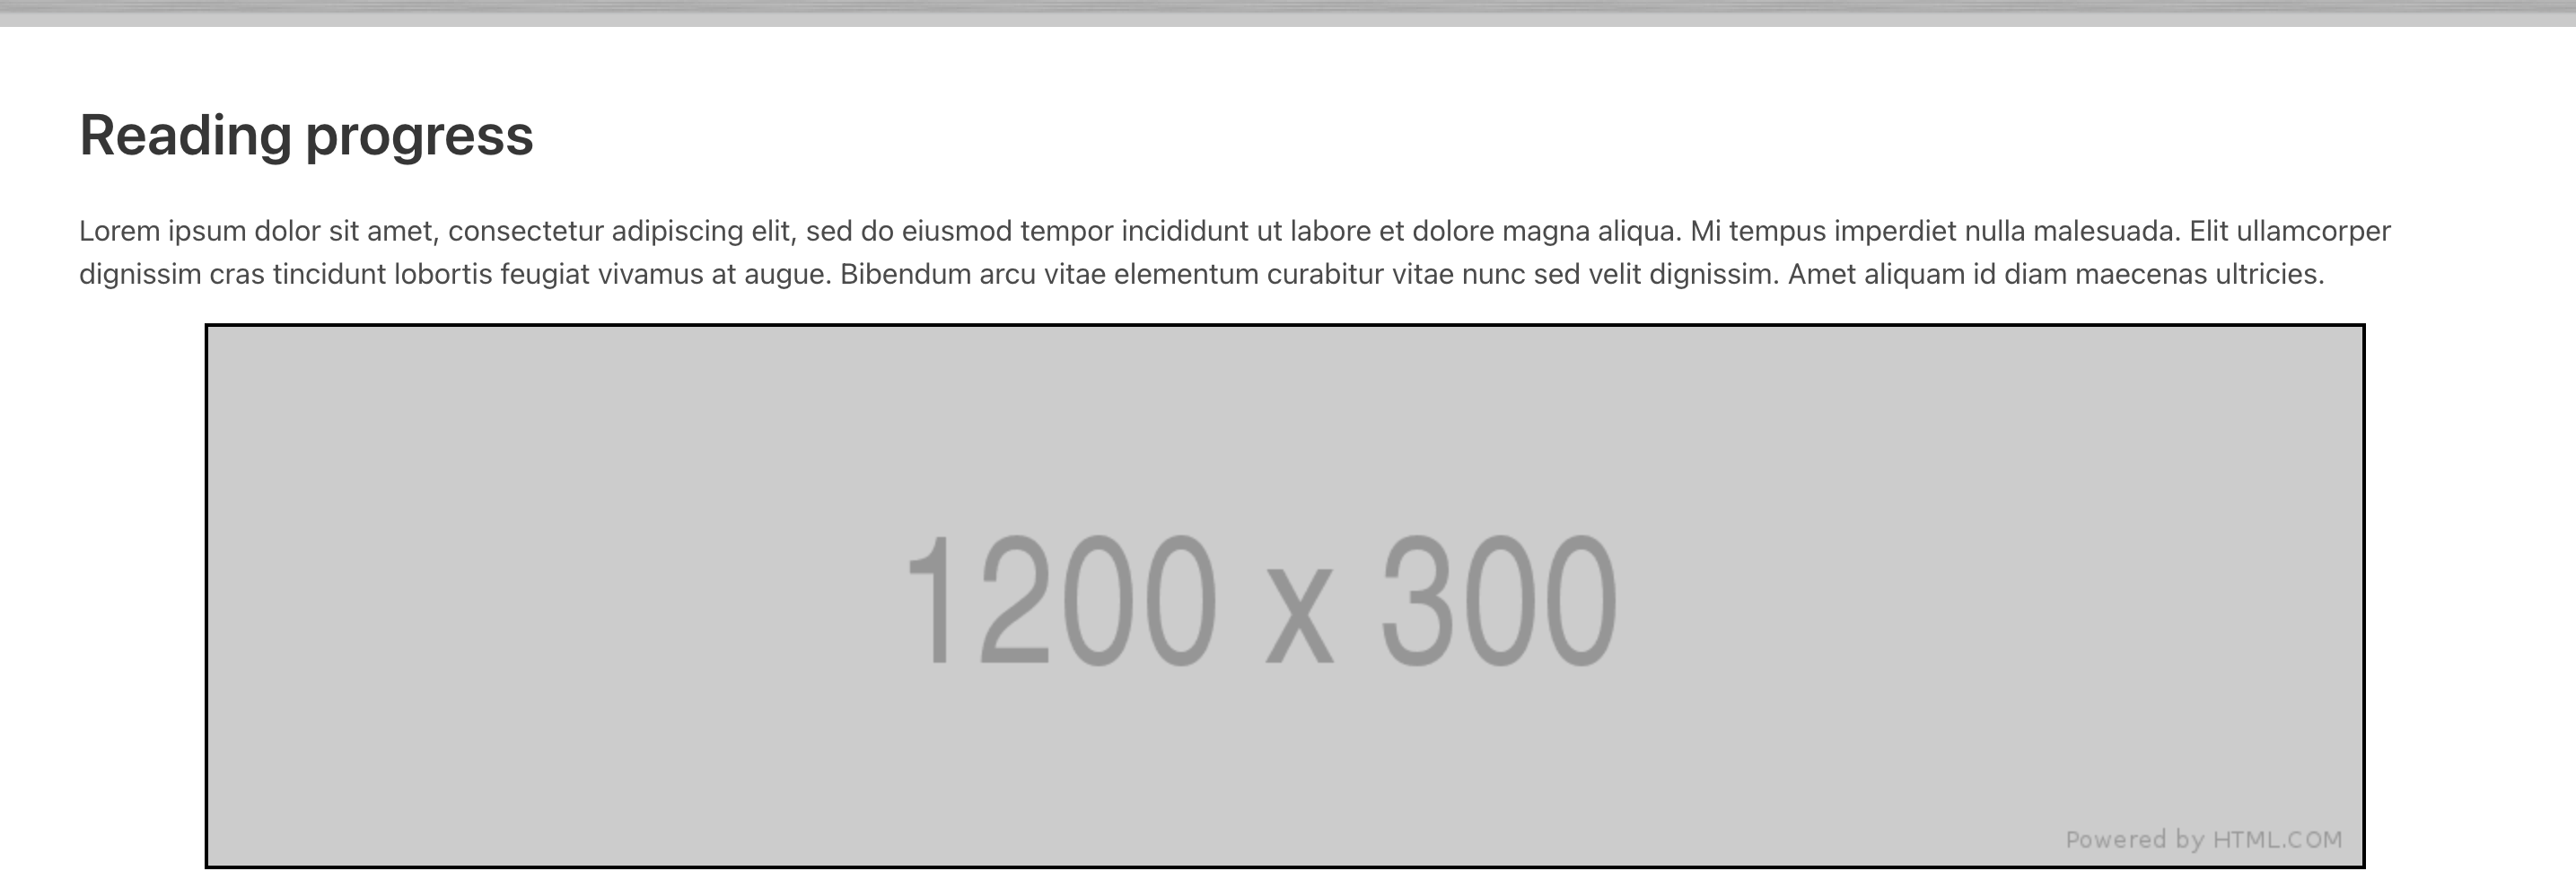 Reading progress
Lorem ipsum dolor sit amet, consectetur adipiscing elit, sed do eiusmod tempor incididunt ut labore et dolore magna aliqua. Mi tempus imperdiet nulla malesuada. Elit ullamcorper
dignissim cras tincidunt lobortis feugiat vivamus at augue. Bibendum arcu vitae elementum curabitur vitae nunc sed velit dignissim. Amet aliquam id diam maecenas ultricies.
1200 x 300
Powered by HTML.COM